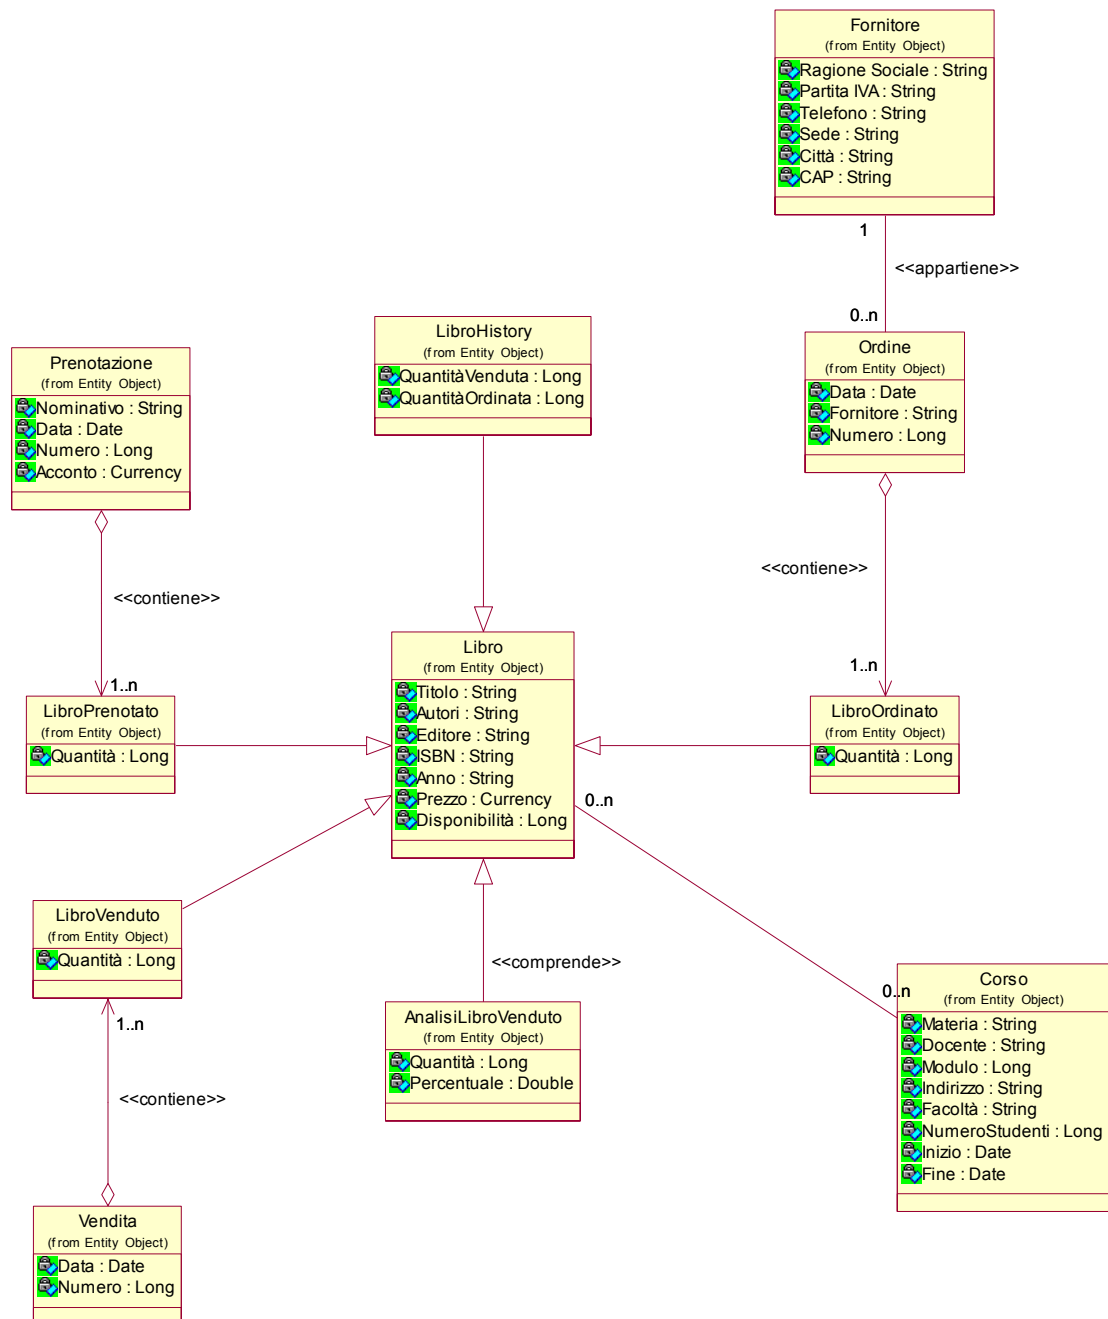 Fornitore
(from Entity Object)
Ragione Sociale : String
Partita IVA : String
Telefono : String
Sede : String
Città : String
CAP : String
1
<<appartiene>>
0..n
LibroHistory
(from Entity Object)
QuantitàVenduta : Long
QuantitàOrdinata : Long
Ordine
(from Entity Object)
Data : Date
Fornitore : String
Numero : Long
Prenotazione
(from Entity Object)
Nominativo : String
Data : Date
Numero : Long
Acconto : Currency
<<contiene>>
<<contiene>>
1..n
1..n
Libro
(from Entity Object)
Titolo : String
Autori : String
Editore : String
ISBN : String
Anno : String
Prezzo : Currency
Disponibilità : Long
LibroPrenotato
(from Entity Object)
Quantità : Long
LibroOrdinato
(from Entity Object)
Quantità : Long
0..n
LibroVenduto
(from Entity Object)
Quantità : Long
<<comprende>>
1..n
0..n
AnalisiLibroVenduto
(from Entity Object)
Quantità : Long
Percentuale : Double
Corso
(from Entity Object)
Materia : String
Docente : String
Modulo : Long
Indirizzo : String
Facoltà : String
NumeroStudenti : Long
Inizio : Date
Fine : Date
<<contiene>>
Vendita
(from Entity Object)
Data : Date
Numero : Long